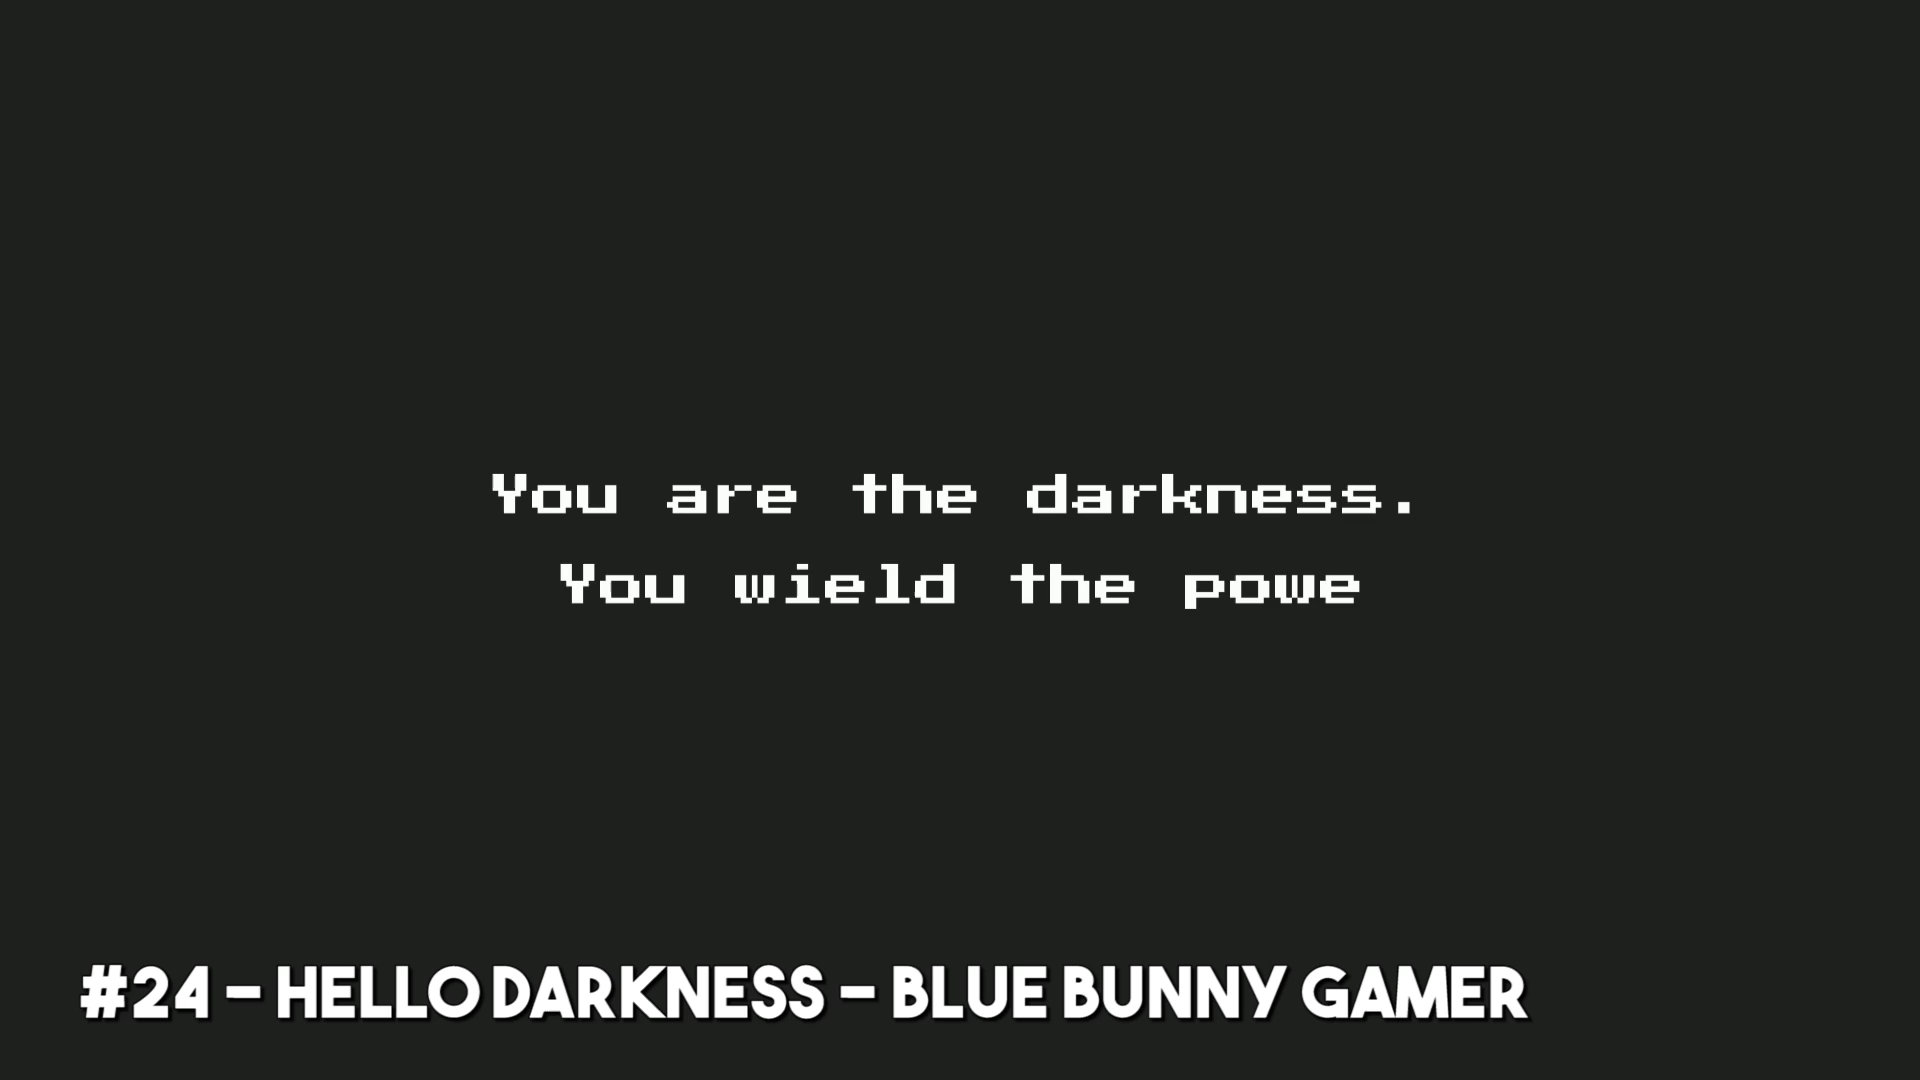 You are the darkness.
You wield the powe
#24 – HELLO DARKNESS – BLUE BUNNY GAMER